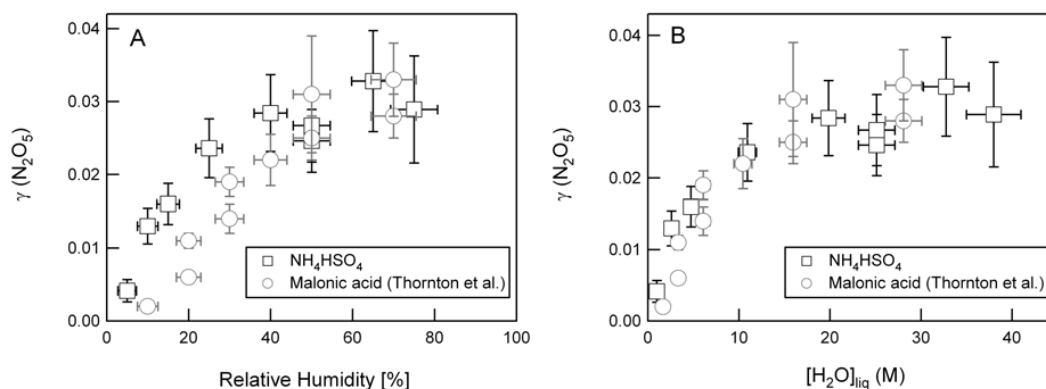 A
γ (N₂O₅)
0.04
0.03
0.02
0.01
0.00
0
20
40
60
80
100
Relative Humidity [%]
NH₄HSO₄
Malonic acid (Thornton et al.)
B
γ (N₂O₅)
0.04
0.03
0.02
0.01
0.00
0
10
20
30
40
[H₂O]liq (M)
NH₄HSO₄
Malonic acid (Thornton et al.)